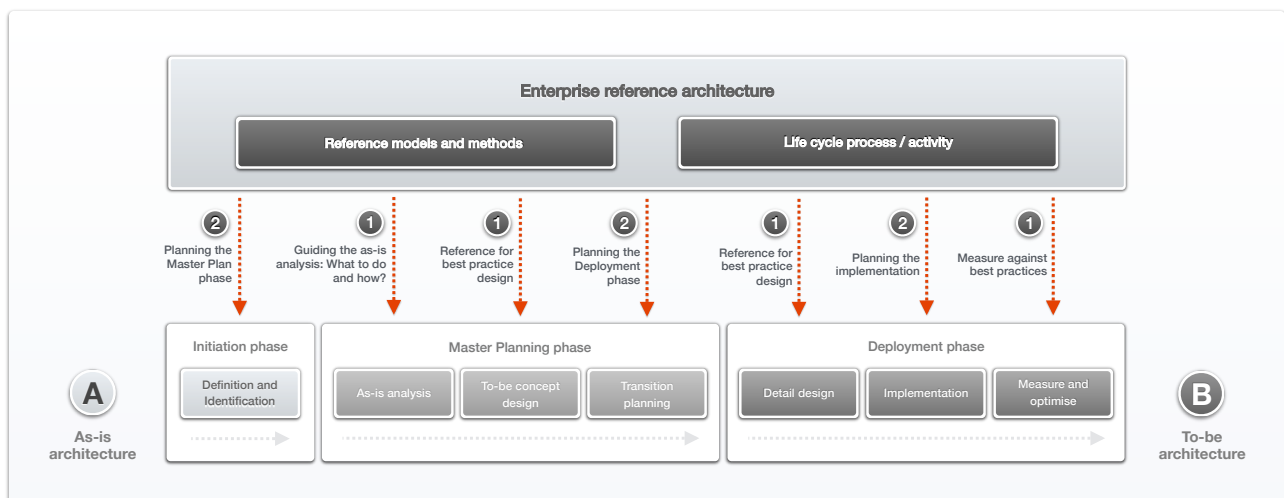 Enterprise reference architecture
Reference models and methods
Life cycle process / activity
2
Planning the
Master Plan
phase
1
Guiding the as-is
analysis: What to do
and how?
1
Reference for
best practice
design
2
Planning the
Deployment
phase
1
Reference for
best practice
design
2
Planning the
implementation
1
Measure against
best practices
A
As-is
architecture
Initiation phase
Definition and
Identification
Master Planning phase
As-is analysis
To-be concept
design
Transition
planning
Deployment phase
Detail design
Implementation
Measure and
optimise
B
To-be
architecture